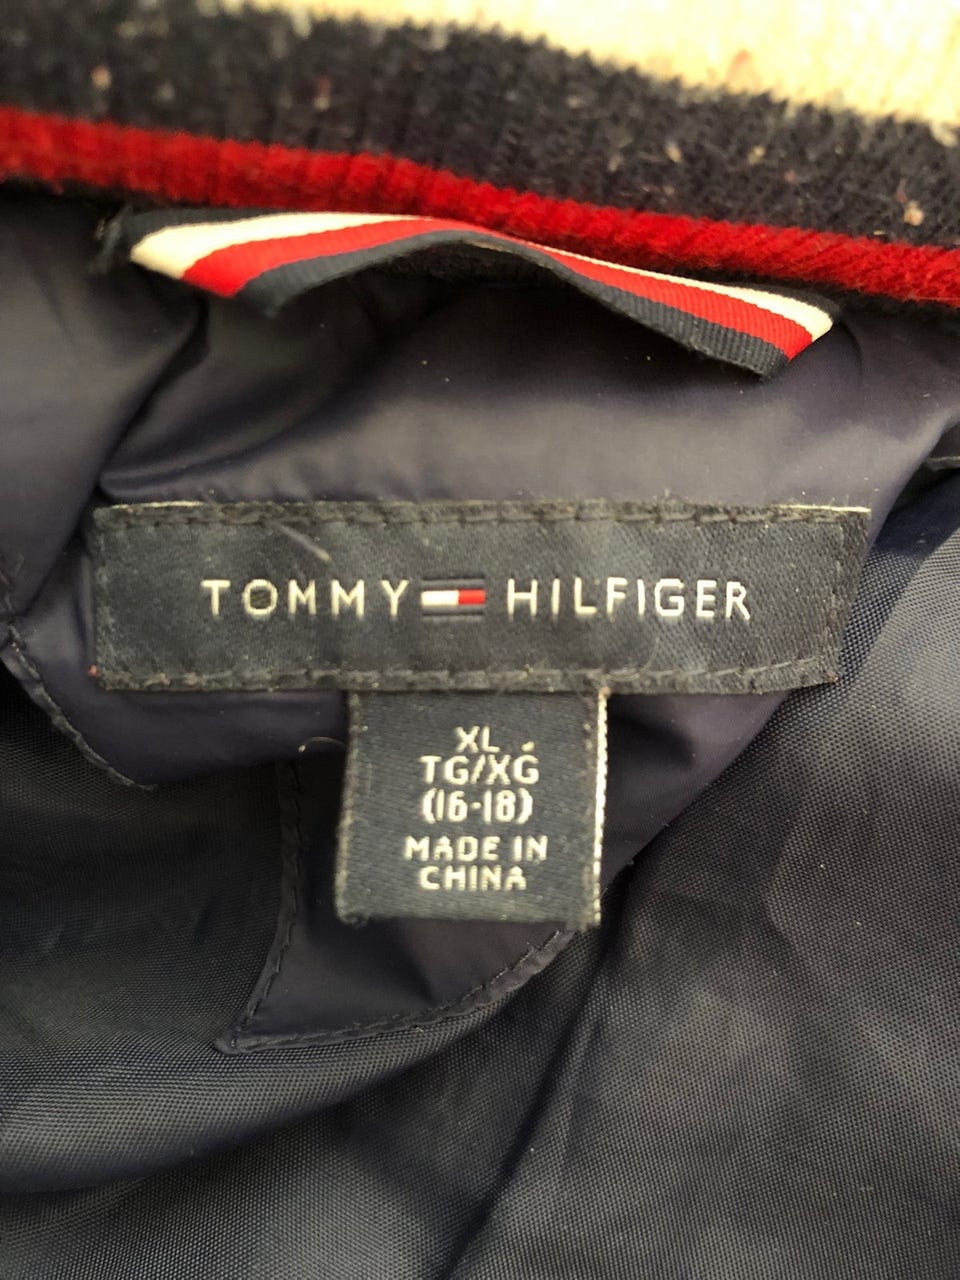 TOMMY HILFIGER
XL
TG/XG
(16-18)
MADE IN
CHINA